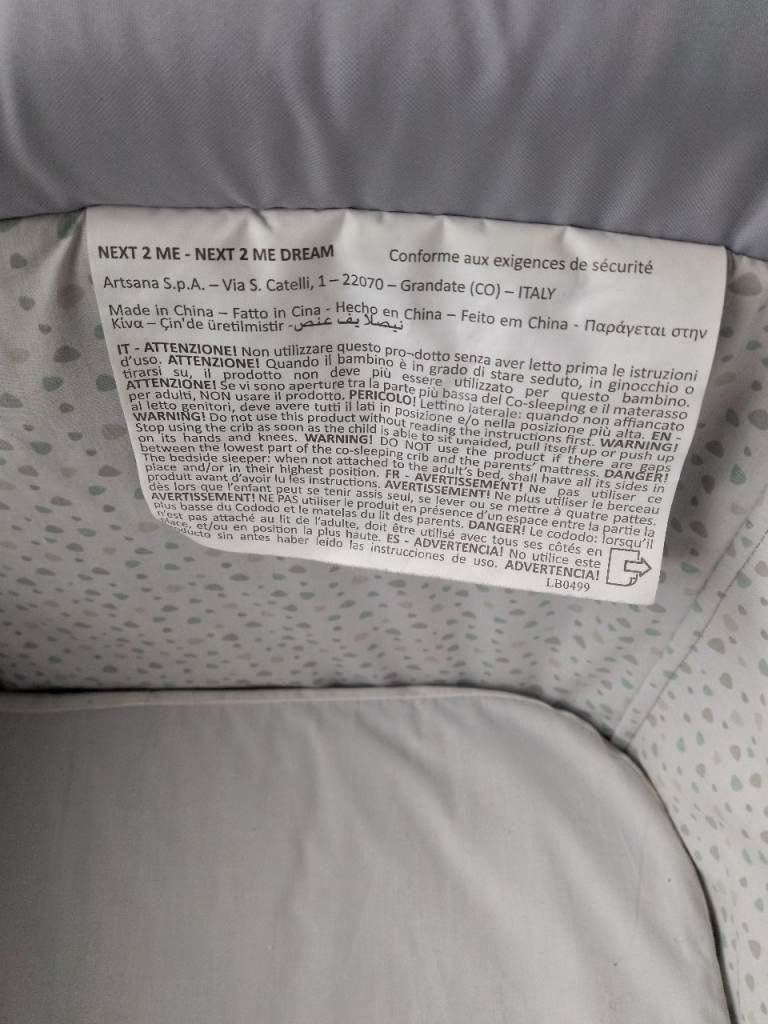 NEXT 2 ME - NEXT 2 ME DREAM Conforme aux exigences de sécurité
Artsana S.p.A. – Via S. Catelli, 1 – 22070 – Grandate (CO) – ITALY
Made in China – Fatto in Cina - Hecho en China – Feito em China - Παράγεται στην
Κίνα – Çin'de üretilmistir -
IT - ATTENZIONE! Non utilizzare questo pro¬dotto senza aver letto prima le istruzioni
d'uso. ATTENZIONE! Quando il bambino è in grado di stare seduto, in ginocchio o
tirarsi su, il prodotto non deve più essere utilizzato per questo bambino.
ATTENZIONE! Se vi sono aperture tra la parte più bassa del Co-sleeping e il materasso
per adulti, NON usare il prodotto. PERICOLO! Lettino laterale: quando non affiancato
al letto genitori, deve avere tutti il lati in posizione e/o nella posizione più alta. EN -
WARNING! Do not use this product without reading the instructions first. WARNING!
Stop using the crib as soon as the child is able to sit unaided, pull itself up or push up
on its hands and knees. WARNING! DO NOT use the product if there are gaps
between the lowest part of the co-sleeping crib and the parents' mattress. DANGER!
The bedside sleeper: when not attached to the adult's bed, shall have all its sides in
place and/or in their highest position. FR - AVERTISSEMENT! Ne pas utiliser ce
produit avant d'avoir lu les instructions. AVERTISSEMENT! Ne plus utiliser le berceau
dès lors que l'enfant peut se tenir assis seul, se lever ou se mettre à quatre pattes.
AVERTISSEMENT! NE PAS utiliser le produit en présence d'un espace entre la partie la
plus basse du Cododo et le matelas du lit des parents. DANGER! Le cododo: lorsqu'il
n'est pas attaché au lit de l'adulte, doit être utilisé avec tous ses côtés en
place, et/ou en position la plus haute. ES - ADVERTENCIA! No utilice este
producto sin antes haber leído las instrucciones de uso. ADVERTENCIA!
LB0499